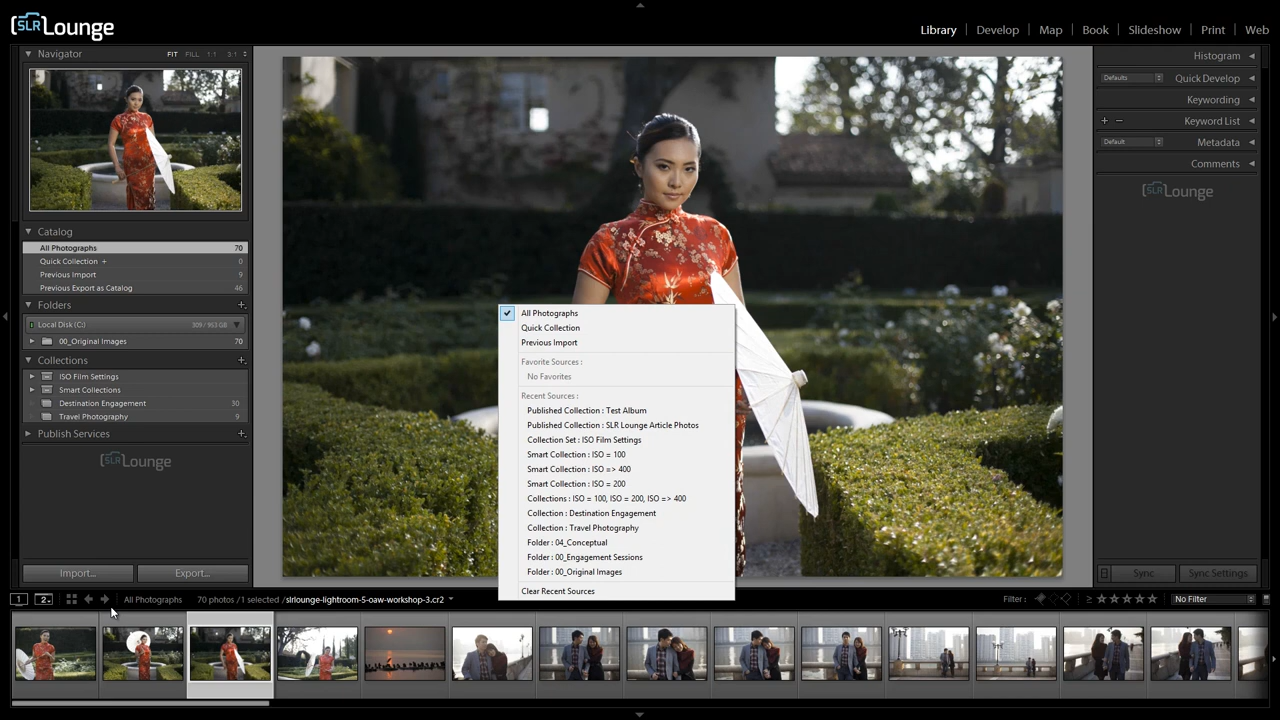 SLR Lounge
Library | Develop | Map | Book | Slideshow | Print | Web
Navigator FIT FILL 1:1 3:1
Catalog
All Photographs 70
Quick Collection + 0
Previous Import 9
Previous Export as Catalog 46
Folders +
Local Disk (C:) 309 / 953 GB
00_Original Images 70
Collections +
ISO Film Settings
Smart Collections
Destination Engagement 30
Travel Photography 9
Publish Services +
SLR Lounge
Import... Export...
All Photographs
Quick Collection
Previous Import
Favorite Sources :
No Favorites
Recent Sources :
Published Collection : Test Album
Published Collection : SLR Lounge Article Photos
Collection Set : ISO Film Settings
Smart Collection : ISO = 100
Smart Collection : ISO => 400
Smart Collection : ISO = 200
Collections : ISO = 100, ISO = 200, ISO => 400
Collection : Destination Engagement
Collection : Travel Photography
Folder : 04_Conceptual
Folder : 00_Engagement Sessions
Folder : 00_Original Images
Clear Recent Sources
Histogram
Defaults Quick Develop
Keywording
+ − Keyword List
Default Metadata
Comments
SLR Lounge
Sync Sync Settings
1 2 All Photographs 70 photos /1 selected /slrlounge-lightroom-5-oaw-workshop-3.cr2 Filter : ≥ ★★★★★ No Filter